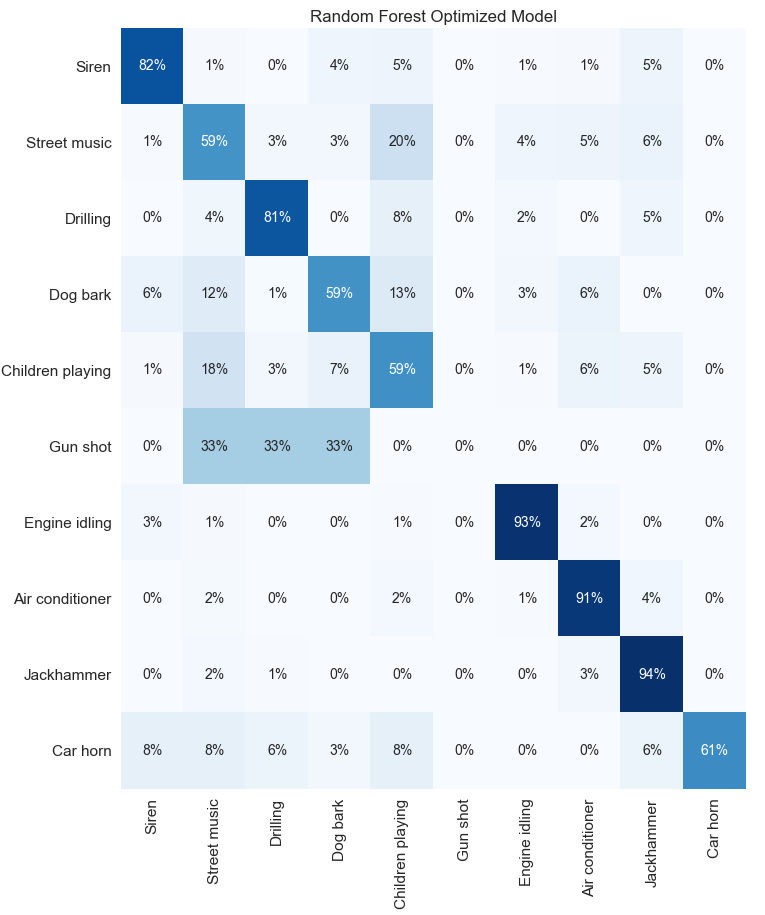 Random Forest Optimized Model
Siren 82% 1% 0% 4% 5% 0% 1% 1% 5% 0%
Street music 1% 59% 3% 3% 20% 0% 4% 5% 6% 0%
Drilling 0% 4% 81% 0% 8% 0% 2% 0% 5% 0%
Dog bark 6% 12% 1% 59% 13% 0% 3% 6% 0% 0%
Children playing 1% 18% 3% 7% 59% 0% 1% 6% 5% 0%
Gun shot 0% 33% 33% 33% 0% 0% 0% 0% 0% 0%
Engine idling 3% 1% 0% 0% 1% 0% 93% 2% 0% 0%
Air conditioner 0% 2% 0% 0% 2% 0% 1% 91% 4% 0%
Jackhammer 0% 2% 1% 0% 0% 0% 0% 3% 94% 0%
Car horn 8% 8% 6% 3% 8% 0% 0% 0% 6% 61%
Siren
Street music
Drilling
Dog bark
Children playing
Gun shot
Engine idling
Air conditioner
Jackhammer
Car horn